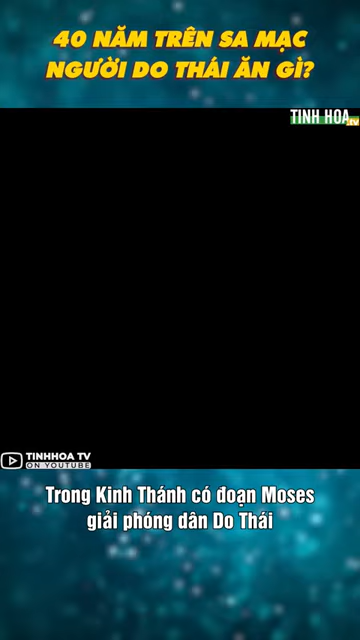 40 NĂM TRÊN SA MẠC
NGƯỜI DO THÁI ĂN GÌ?
TINH HOA
.TV
TINHHOA TV
ON YOUTUBE
Trong Kinh Thánh có đoạn Moses
giải phóng dân Do Thái